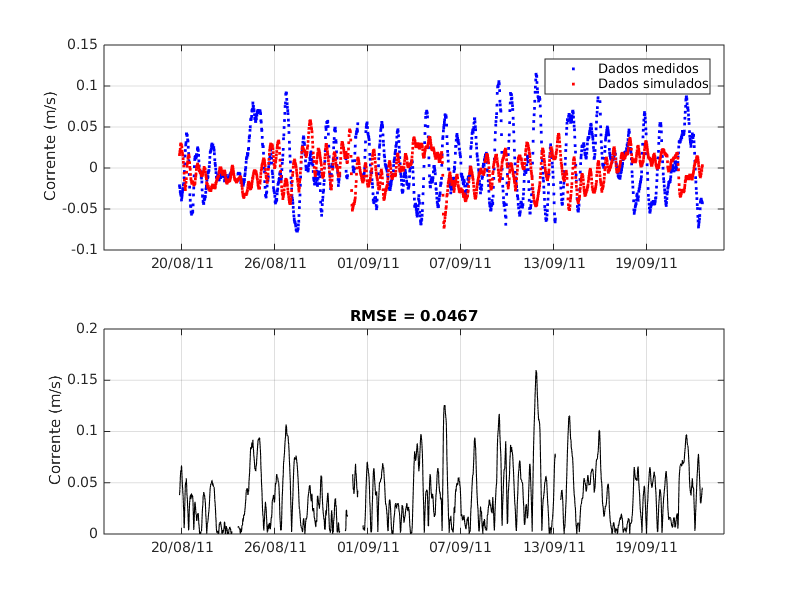 0.15
0.1
0.05
0
-0.05
-0.1
Corrente (m/s)
Dados medidos
Dados simulados
20/08/11 26/08/11 01/09/11 07/09/11 13/09/11 19/09/11
RMSE = 0.0467
0.2
0.15
0.1
0.05
0
Corrente (m/s)
20/08/11 26/08/11 01/09/11 07/09/11 13/09/11 19/09/11